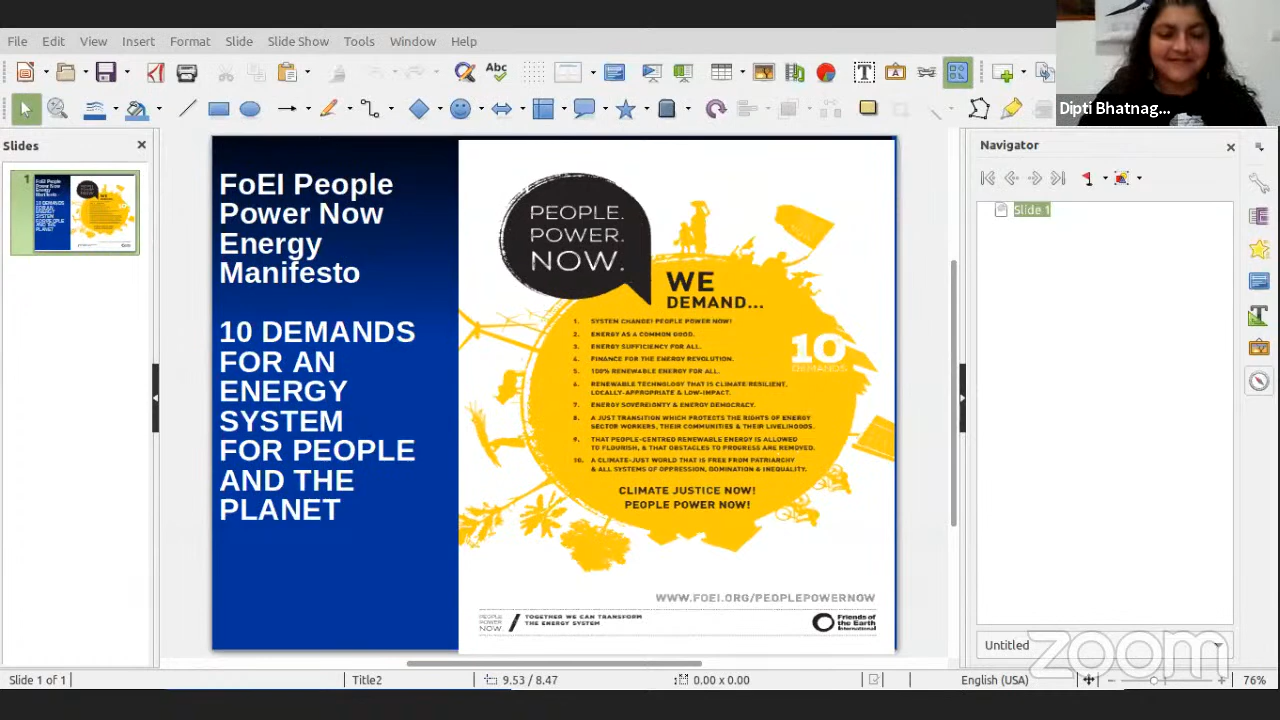 File Edit View Insert Format Slide Slide Show Tools Window Help
Abc
Dipti Bhatnag...
Slides
Navigator
1
Slide 1
FoEI People
Power Now
Energy
Manifesto
10 DEMANDS
FOR AN
ENERGY
SYSTEM
FOR PEOPLE
AND THE
PLANET
PEOPLE.
POWER.
NOW.
WE
DEMAND...
10
DEMANDS
1. SYSTEM CHANGE! PEOPLE POWER NOW!
2. ENERGY AS A COMMON GOOD.
3. ENERGY SUFFICIENCY FOR ALL.
4. FINANCE FOR THE ENERGY REVOLUTION.
5. 100% RENEWABLE ENERGY FOR ALL.
6. RENEWABLE TECHNOLOGY THAT IS CLIMATE RESILIENT,
LOCALLY-APPROPRIATE & LOW-IMPACT.
7. ENERGY SOVEREIGNTY & ENERGY DEMOCRACY.
8. A JUST TRANSITION WHICH PROTECTS THE RIGHTS OF ENERGY
SECTOR WORKERS, THEIR COMMUNITIES & THEIR LIVELIHOODS.
9. THAT PEOPLE-CENTRED RENEWABLE ENERGY IS ALLOWED
TO FLOURISH, & THAT OBSTACLES TO PROGRESS ARE REMOVED.
10. A CLIMATE-JUST WORLD THAT IS FREE FROM PATRIARCHY
& ALL SYSTEMS OF OPPRESSION, DOMINATION & INEQUALITY.
CLIMATE JUSTICE NOW!
PEOPLE POWER NOW!
WWW.FOEI.ORG/PEOPLEPOWERNOW
PEOPLE
POWER
NOW
TOGETHER WE CAN TRANSFORM
THE ENERGY SYSTEM
Friends of
the Earth
International
Untitled
zoom
Slide 1 of 1 Title2 9.53 / 8.47 0.00 x 0.00 English (USA) 76%